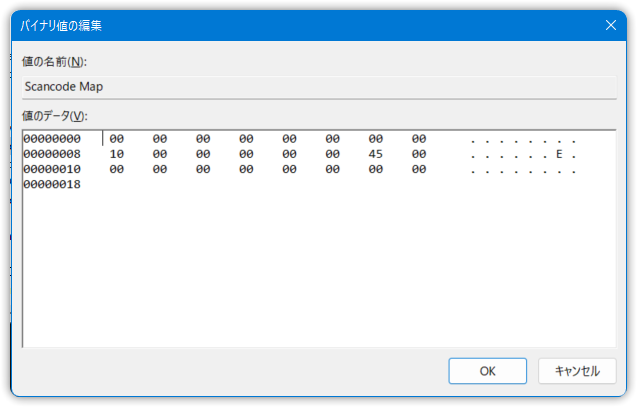 バイナリ値の編集
値の名前(N):
Scancode Map
値のデータ(V):
00000000 00 00 00 00 00 00 00 00 . . . . . . . .
00000008 10 00 00 00 00 00 45 00 . . . . . . E .
00000010 00 00 00 00 00 00 00 00 . . . . . . . .
00000018
OK キャンセル